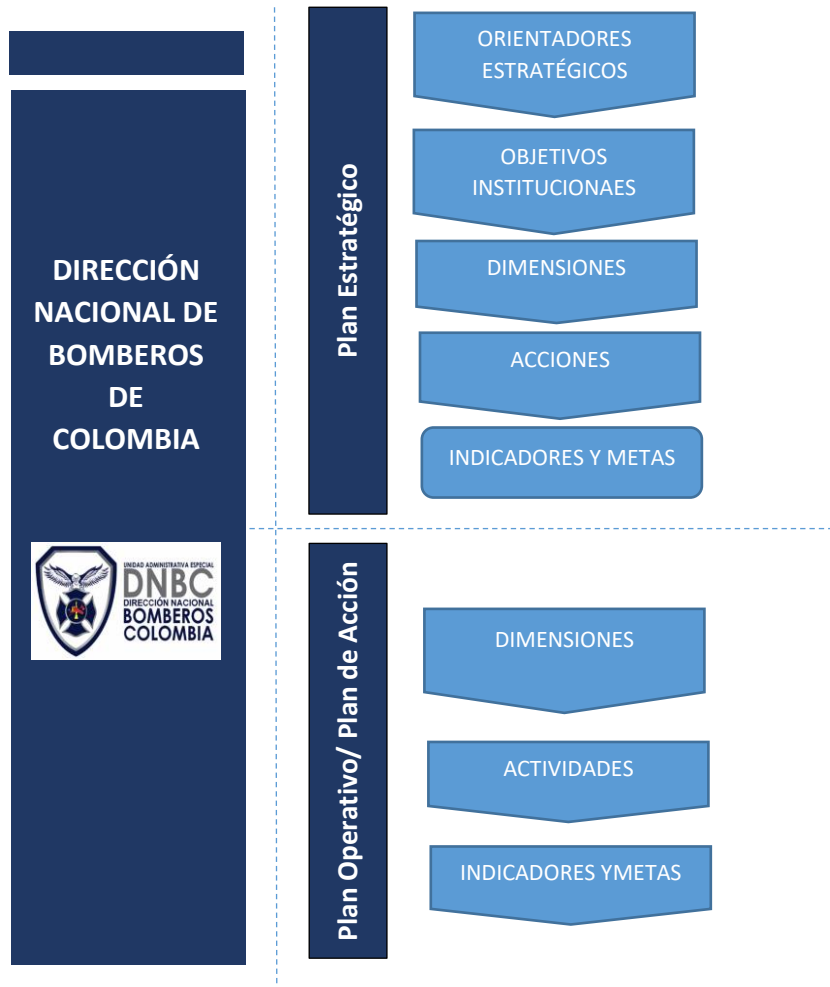 DIRECCIÓN
NACIONAL DE
BOMBEROS
DE
COLOMBIA
UNIDAD ADMINISTRATIVA ESPECIAL
DNBC
DIRECCIÓN NACIONAL
BOMBEROS
COLOMBIA
Plan Estratégico
ORIENTADORES
ESTRATÉGICOS
OBJETIVOS
INSTITUCIONAES
DIMENSIONES
ACCIONES
INDICADORES Y METAS
Plan Operativo/ Plan de Acción
DIMENSIONES
ACTIVIDADES
INDICADORES YMETAS